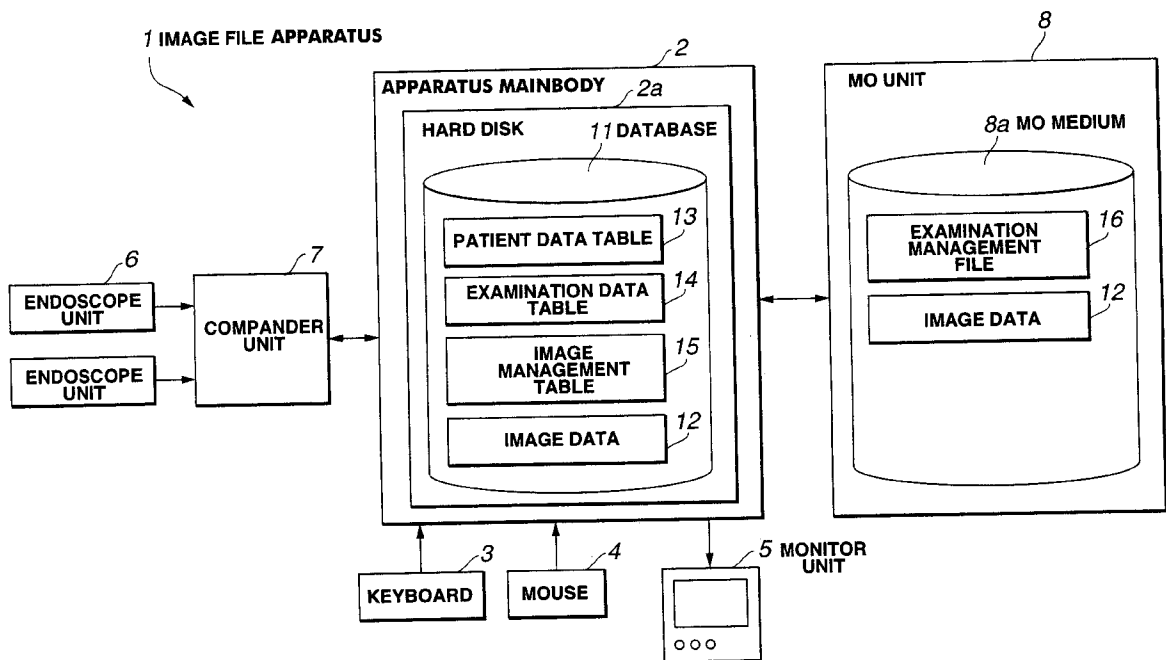 1 IMAGE FILE APPARATUS
2
APPARATUS MAINBODY
2a
HARD DISK
11 DATABASE
PATIENT DATA TABLE
13
EXAMINATION DATA
TABLE
14
IMAGE
MANAGEMENT
TABLE
15
IMAGE DATA
12
8
MO UNIT
8a MO MEDIUM
EXAMINATION
MANAGEMENT
FILE
16
IMAGE DATA
12
6
ENDOSCOPE
UNIT
ENDOSCOPE
UNIT
7
COMPANDER
UNIT
3
KEYBOARD
4
MOUSE
5 MONITOR
UNIT